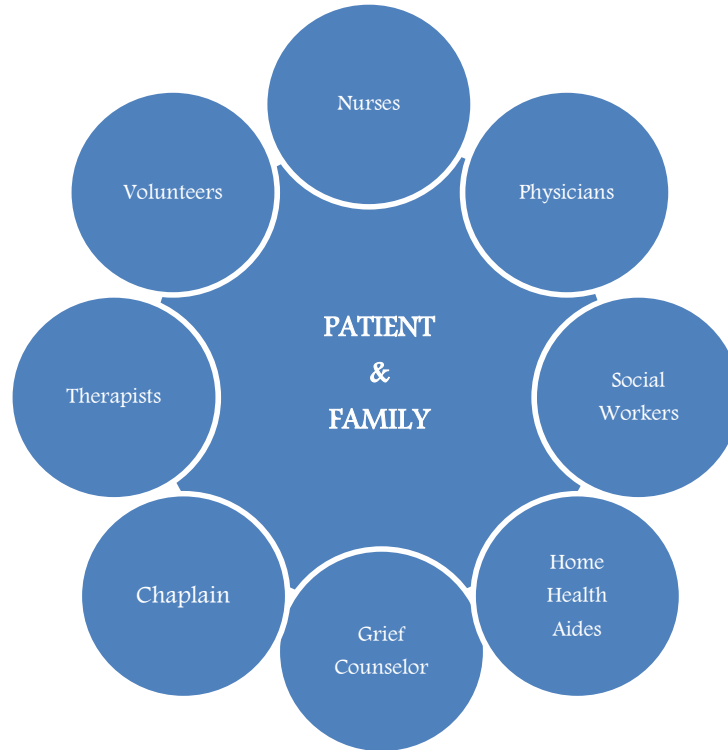 Nurses
Physicians
Volunteers
PATIENT
&
FAMILY
Social
Workers
Therapists
Home
Health
Aides
Chaplain
Grief
Counselor